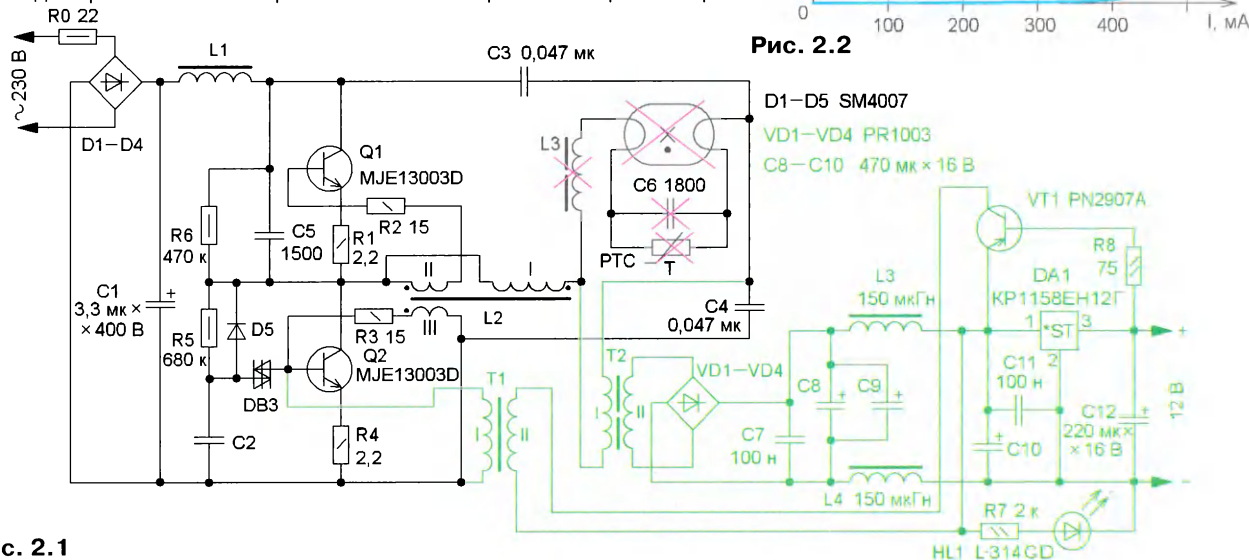 0
100
200
300
400
I, мА
Рис. 2.2
R0 22
~230 В
D1–D4
L1
C3 0,047 мк
D1–D5 SM4007
VD1–VD4 PR1003
C8–C10 470 мк × 16 В
L3
C6 1800
РТС
T
Q1
MJE13003D
R2 15
R6
470 к
C5
1500
R1
2,2
II
I
C1
3,3 мк ×
× 400 В
+
R5
680 к
D5
R3 15
III
L2
C4
0,047 мк
Q2
MJE13003D
DB3
C2
R4
2,2
T1
I
II
T2
I
II
VD1–VD4
C7
100 н
C8
+
C9
+
L3
150 мкГн
L4 150 мкГн
VT1 PN2907A
R8
75
DA1
КР1158ЕН12Г
1
*ST
3
2
C11
100 н
+
C10
C12
220 мк×
× 16 В
+
+
12 В
–
R7 2 к
HL1 L-314GD
с. 2.1